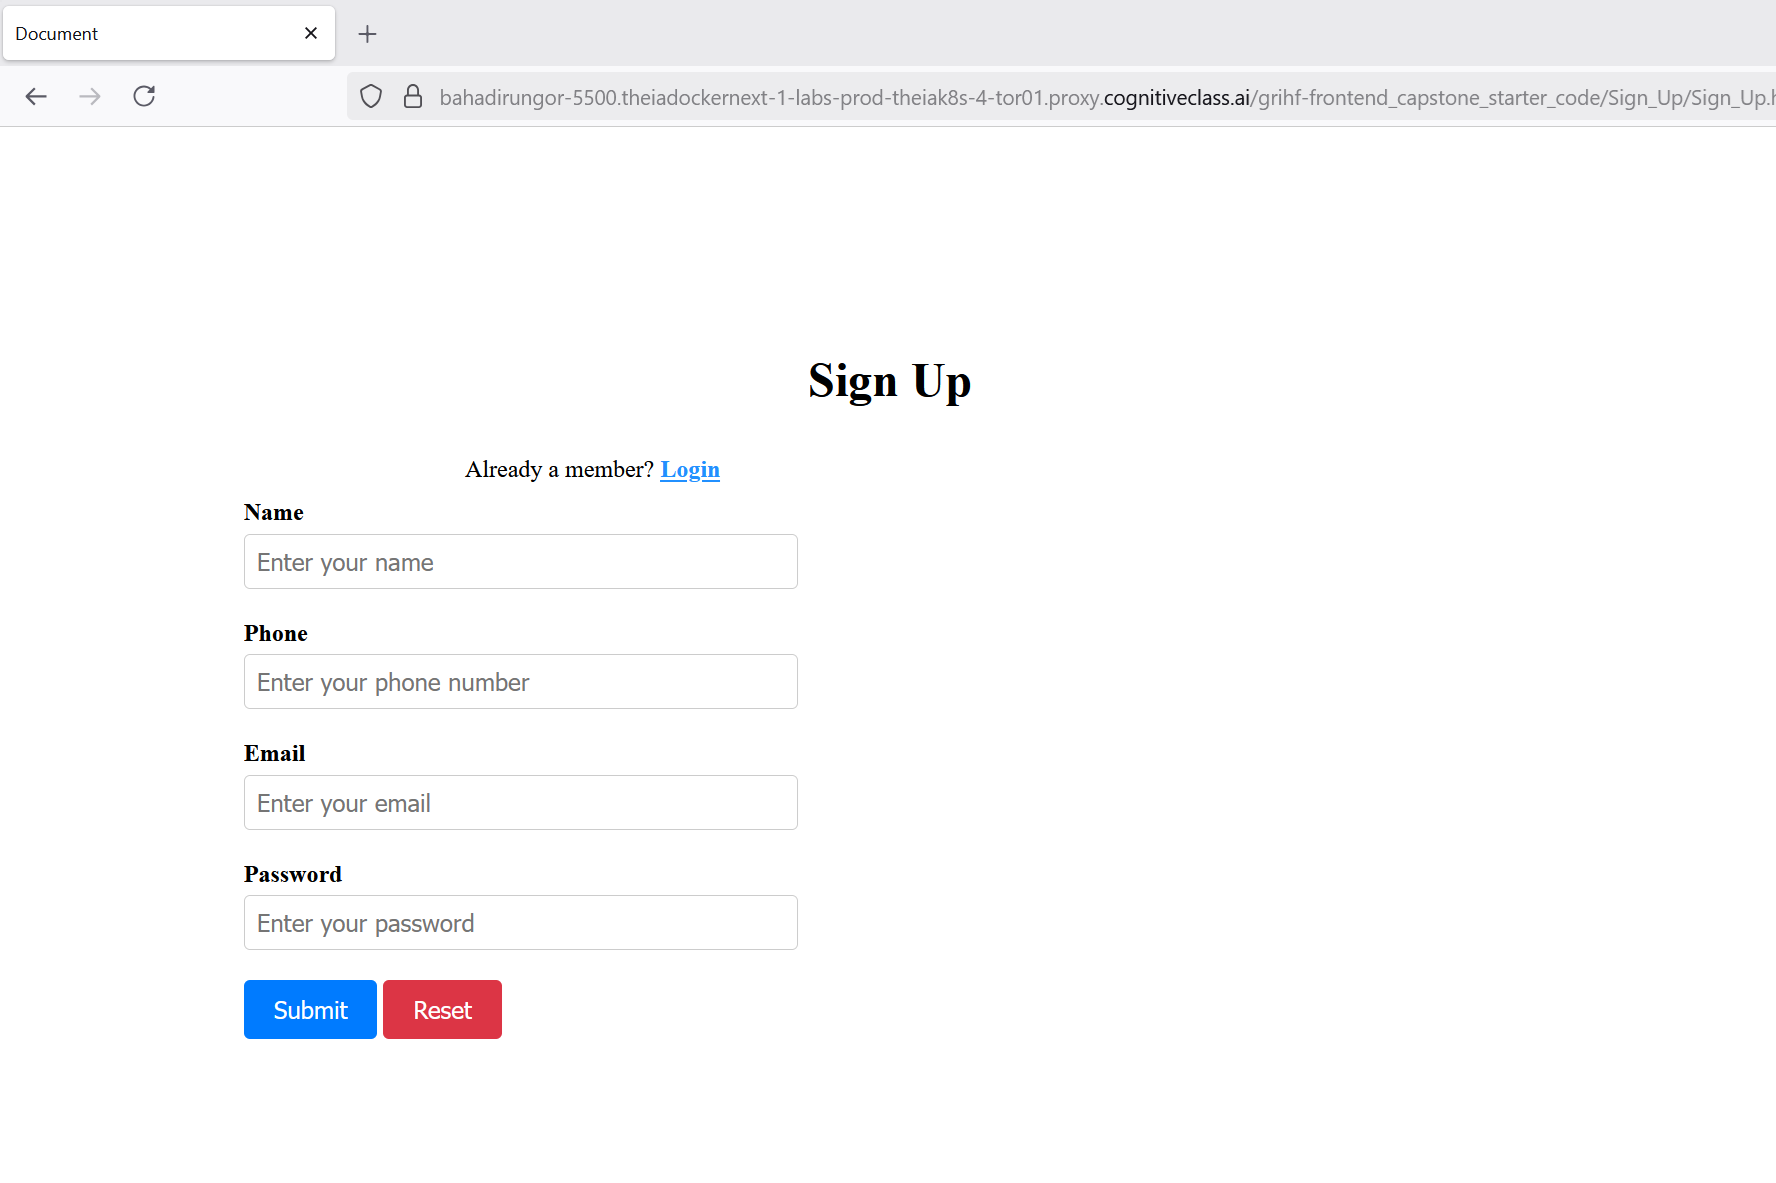 Document
bahadirungor-5500.theiadockernext-1-labs-prod-theiak8s-4-tor01.proxy.cognitiveclass.ai/grihf-frontend_capstone_starter_code/Sign_Up/Sign_Up.h
Sign Up
Already a member? Login
Name
Enter your name
Phone
Enter your phone number
Email
Enter your email
Password
Enter your password
Submit Reset